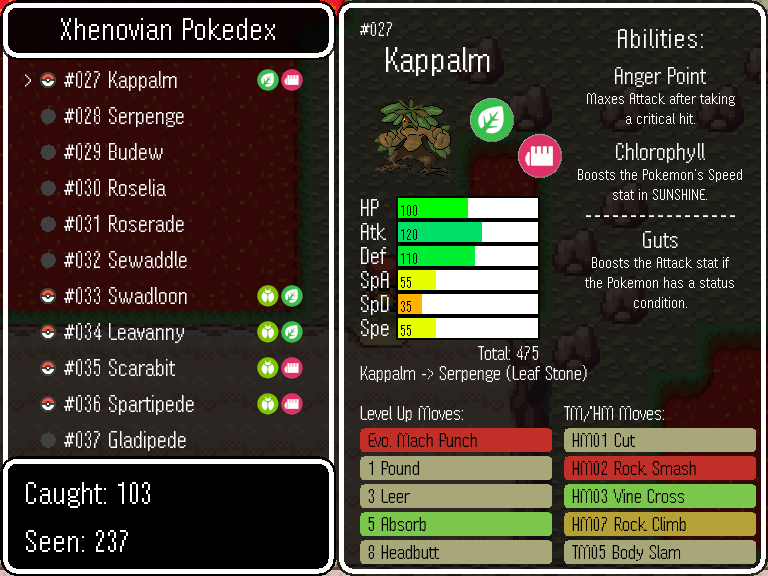 Xhenovian Pokedex
> #027 Kappalm
#028 Serpenge
#029 Budew
#030 Roselia
#031 Roserade
#032 Sewaddle
#033 Swadloon
#034 Leavanny
#035 Scarabit
#036 Spartipede
#037 Gladipede
Caught: 103
Seen: 237
#027
Kappalm
HP 100
Atk 120
Def 110
SpA 55
SpD 35
Spe 55
Total: 475
Kappalm -> Serpenge (Leaf Stone)
Abilities:
Anger Point
Maxes Attack after taking
a critical hit.
Chlorophyll
Boosts the Pokemon's Speed
stat in SUNSHINE.
Guts
Boosts the Attack stat if
the Pokemon has a status
condition.
Level Up Moves:
Evo. Mach Punch
1 Pound
3 Leer
5 Absorb
8 Headbutt
TM/HM Moves:
HM01 Cut
HM02 Rock Smash
HM03 Vine Cross
HM07 Rock Climb
TM05 Body Slam